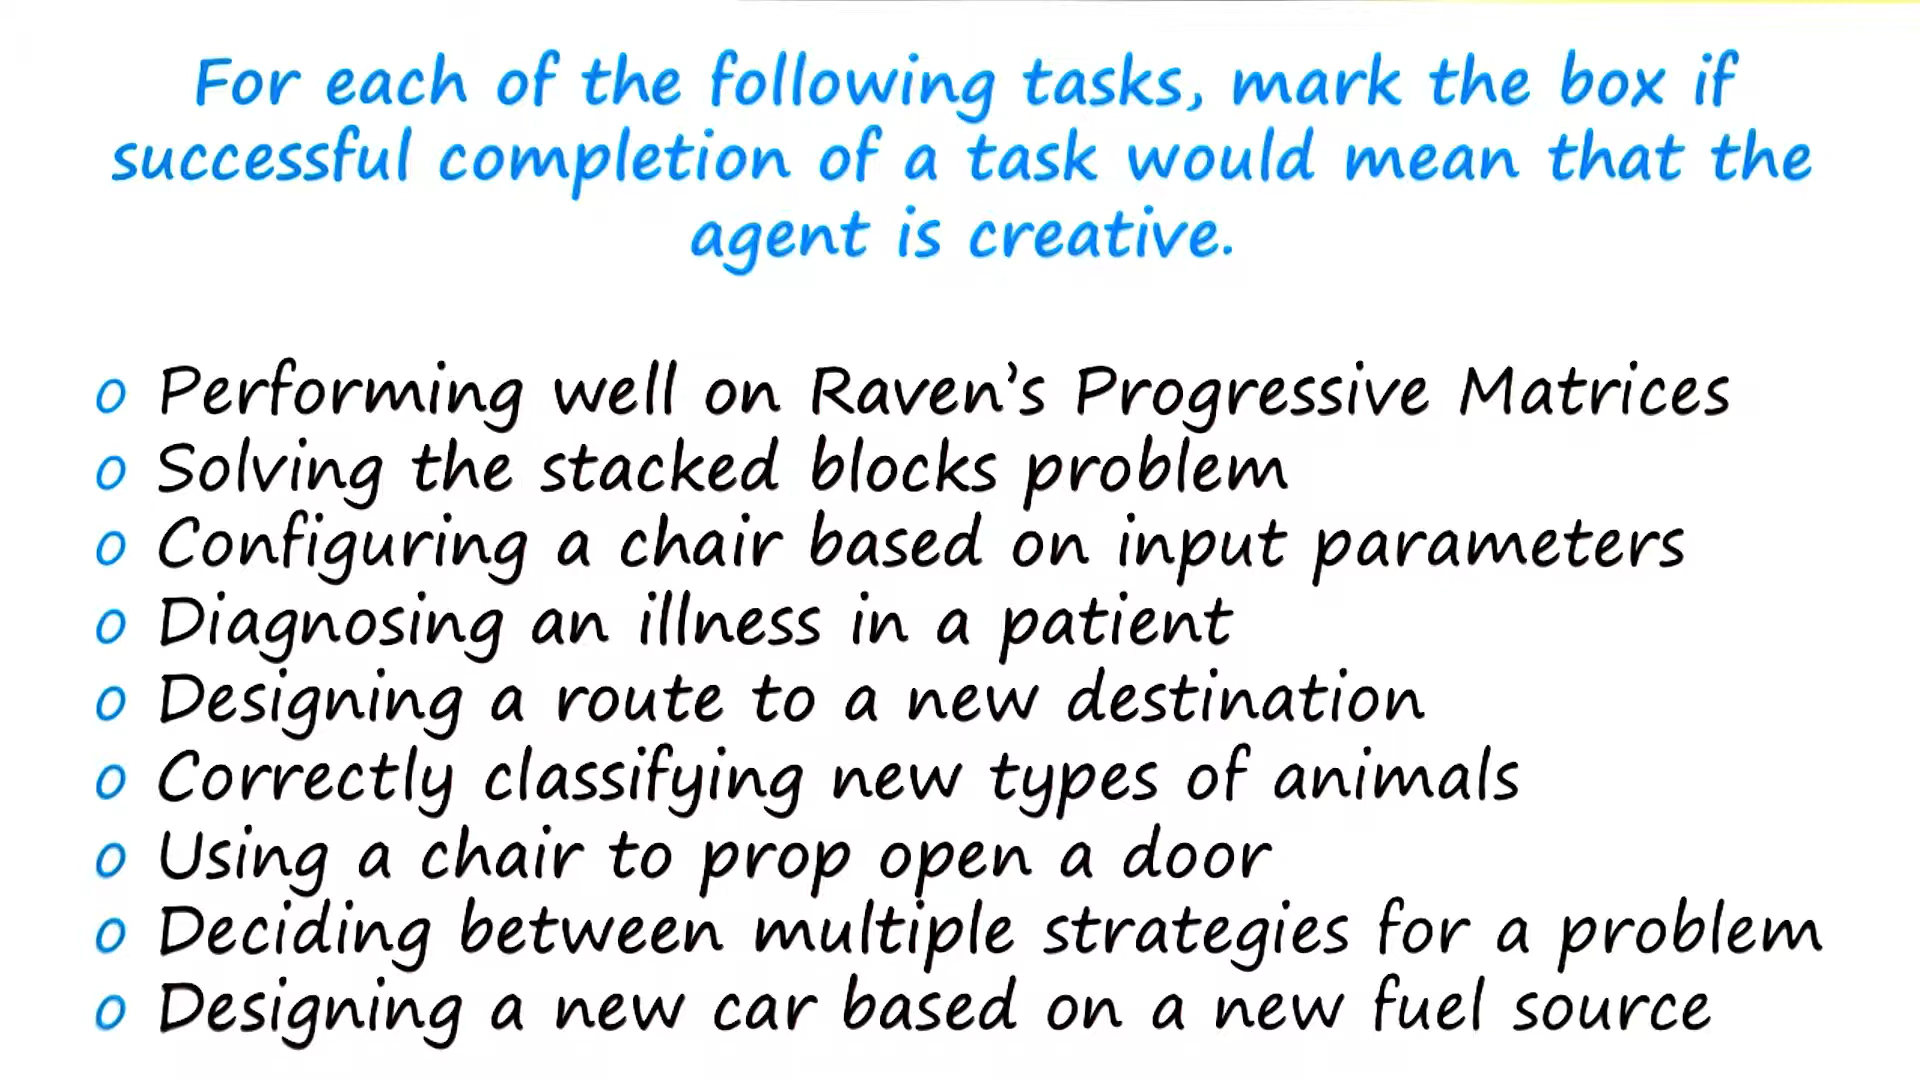 For each of the following tasks, mark the box if
successful completion of a task would mean that the
agent is creative.
o Performing well on Raven's Progressive Matrices
o Solving the stacked blocks problem
o Configuring a chair based on input parameters
o Diagnosing an illness in a patient
o Designing a route to a new destination
o Correctly classifying new types of animals
o Using a chair to prop open a door
o Deciding between multiple strategies for a problem
o Designing a new car based on a new fuel source